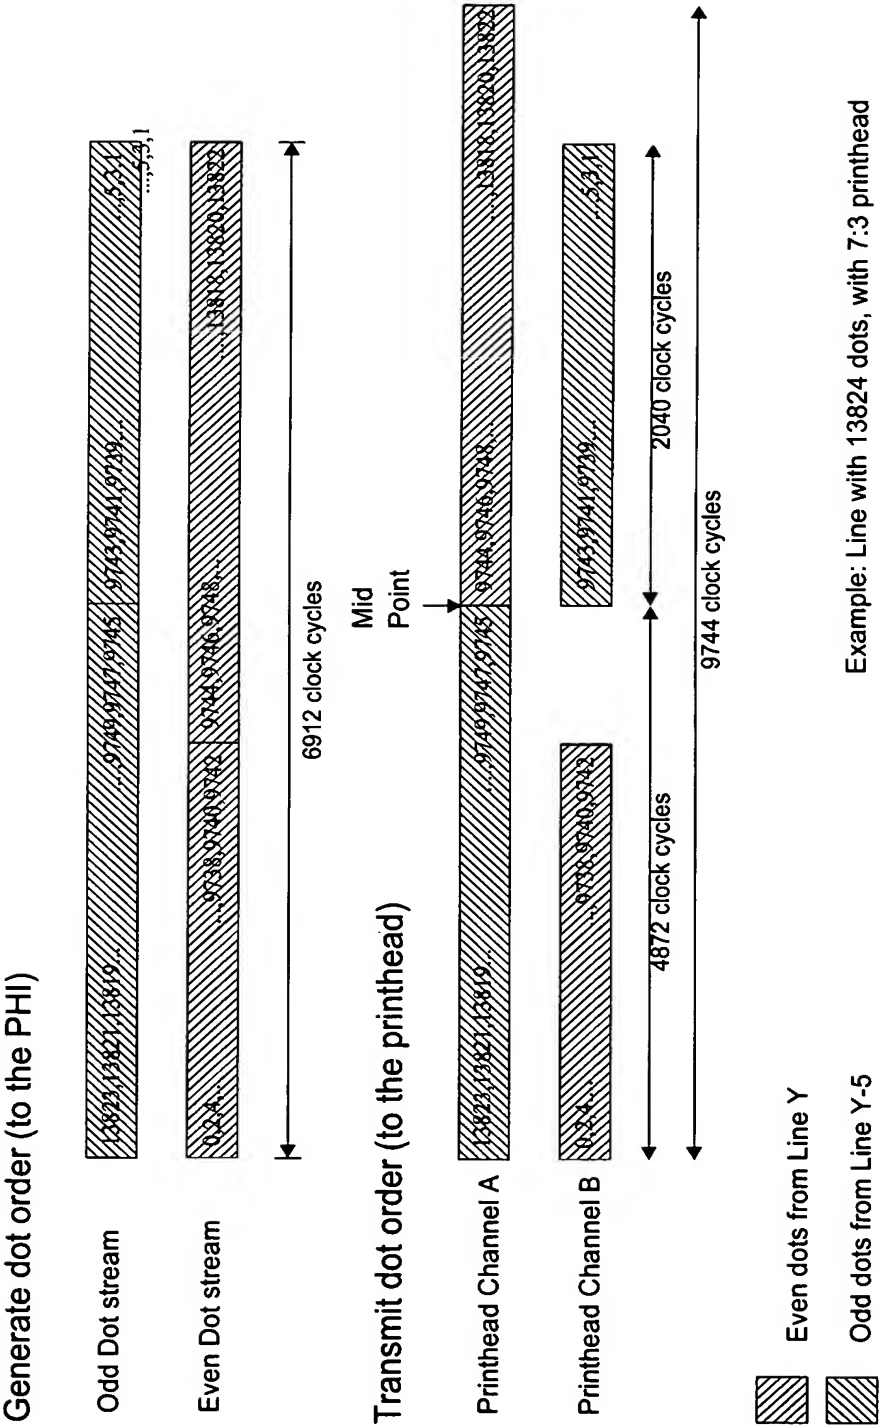 Generate dot order (to the PHI)
Odd Dot stream
13823,13821,13819...
...,9749,9747,9745
9743,9741,9739....
...,5,3,1
...,5,3,1
Even Dot stream
0,2,4,...
....,9738,9740,9742
9744,9746,9748,...
...,13818,13820,13822
6912 clock cycles
Transmit dot order (to the printhead)
Mid
Point
Printhead Channel A
13823,13821,13819...
...,9749,9747,9745
9744,9746,9748....
...,13818,13820,13822
Printhead Channel B
0,2,4,...
...,9738,9740,9742
9743,9741,9739....
...5,3,1
4872 clock cycles
2040 clock cycles
9744 clock cycles
Even dots from Line Y
Odd dots from Line Y-5
Example: Line with 13824 dots, with 7:3 printhead